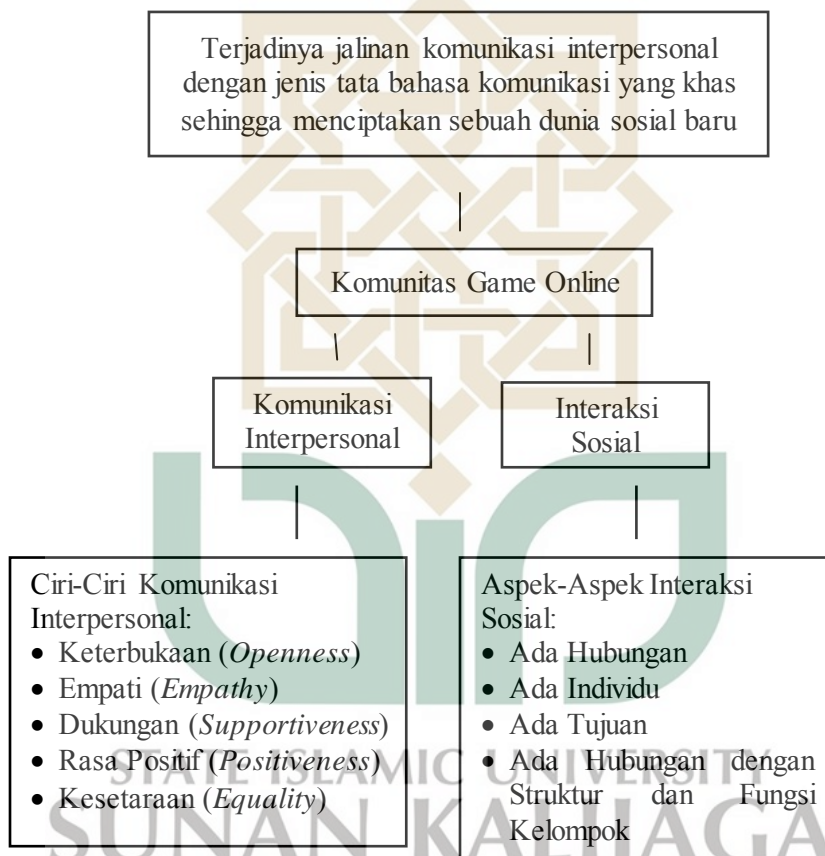 Terjadinya jalinan komunikasi interpersonal
dengan jenis tata bahasa komunikasi yang khas
sehingga menciptakan sebuah dunia sosial baru
Komunitas Game Online
Komunikasi
Interpersonal
Interaksi
Sosial
Ciri-Ciri Komunikasi
Interpersonal:
• Keterbukaan (Openness)
• Empati (Empathy)
• Dukungan (Supportiveness)
• Rasa Positif (Positiveness)
• Kesetaraan (Equality)
Aspek-Aspek Interaksi
Sosial:
• Ada Hubungan
• Ada Individu
• Ada Tujuan
• Ada Hubungan dengan
Struktur dan Fungsi
Kelompok
STATE ISLAMIC UNIVERSITY
SUNAN KALIJAGA